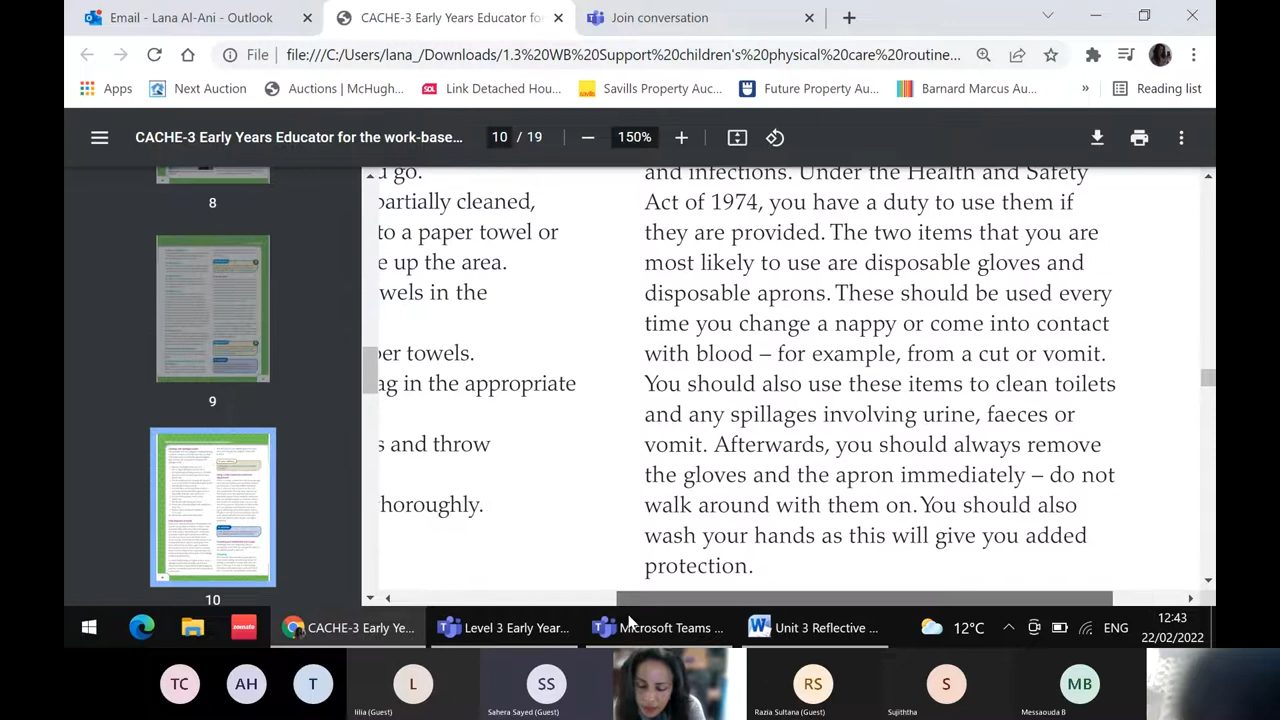 Email - Lana Al-Ani - Outlook
CACHE-3 Early Years Educator fo
Join conversation
File
file:///C:/Users/lana_/Downloads/1.3%20WB%20Support%20children's%20physical%20care%20routine...
Apps
Next Auction
Auctions | McHugh...
Link Detached Hou...
Savills Property Auc...
Future Property Au...
Barnard Marcus Au...
»
Reading list
CACHE-3 Early Years Educator for the work-base...
10 / 19
150%
8
9
10
u go.
partially cleaned,
to a paper towel or
e up the area.
wels in the
per towels.
ag in the appropriate
s and throw
horoughly.
and infections. Under the Health and Safety
Act of 1974, you have a duty to use them if
they are provided. The two items that you are
most likely to use are disposable gloves and
disposable aprons. These should be used every
time you change a nappy or come into contact
with blood – for example, from a cut or vomit.
You should also use these items to clean toilets
and any spillages involving urine, faeces or
vomit. Afterwards, you should always remove
the gloves and the apron immediately – do not
walk around with them on. You should also
wash your hands as this will give you added
protection.
zomato
CACHE-3 Early Ye...
Level 3 Early Year...
Microsoft Teams ...
Unit 3 Reflective ...
12°C
ENG
12:43
22/02/2022
TC
AH
T
L
lilia (Guest)
SS
Sahera Sayed (Guest)
RS
Razia Sultana (Guest)
S
Sujiththa
MB
Messaouda B